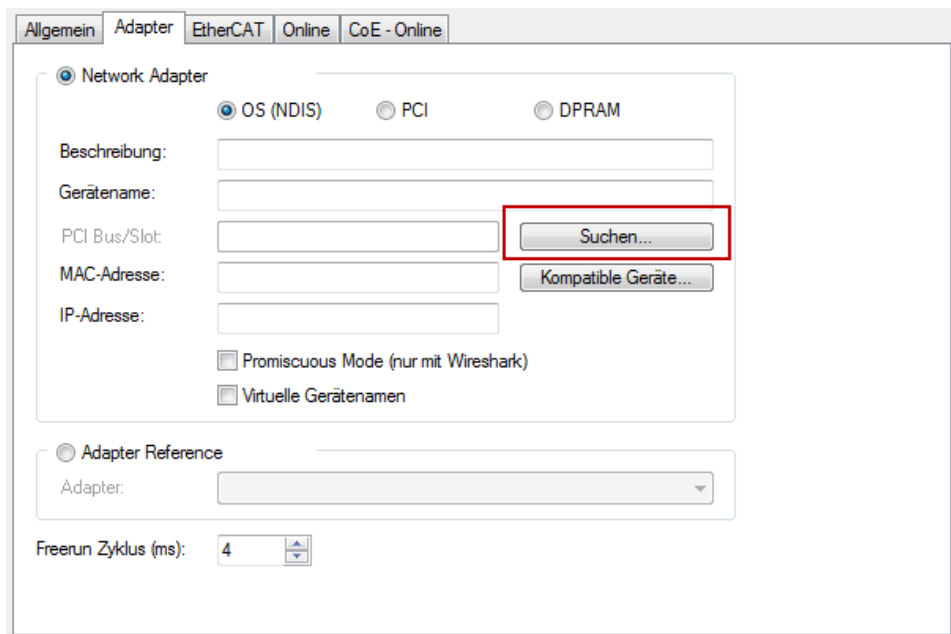 Allgemein Adapter EtherCAT Online CoE - Online
Network Adapter
OS (NDIS) PCI DPRAM
Beschreibung:
Gerätename:
PCI Bus/Slot: Suchen...
MAC-Adresse: Kompatible Geräte...
IP-Adresse:
Promiscuous Mode (nur mit Wireshark)
Virtuelle Gerätenamen
Adapter Reference
Adapter:
Freerun Zyklus (ms): 4